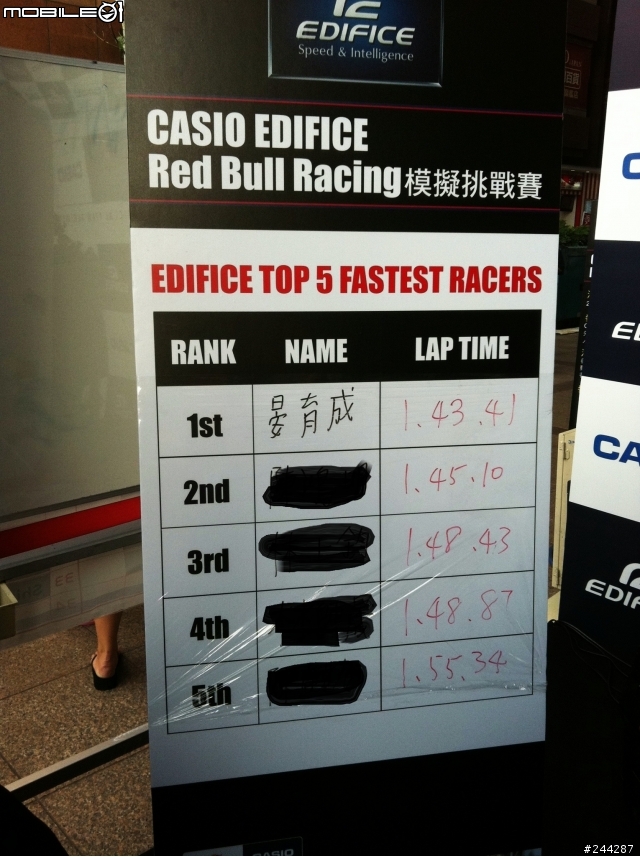 MOBILE01
EDIFICE
Speed & Intelligence
CASIO EDIFICE
Red Bull Racing模擬挑戰賽
EDIFICE TOP 5 FASTEST RACERS
RANK NAME LAP TIME
1st 晏育成 1.43.41
2nd 1.45.10
3rd 1.48.43
4th 1.48.87
5th 1.55.34
CASIO
#244287